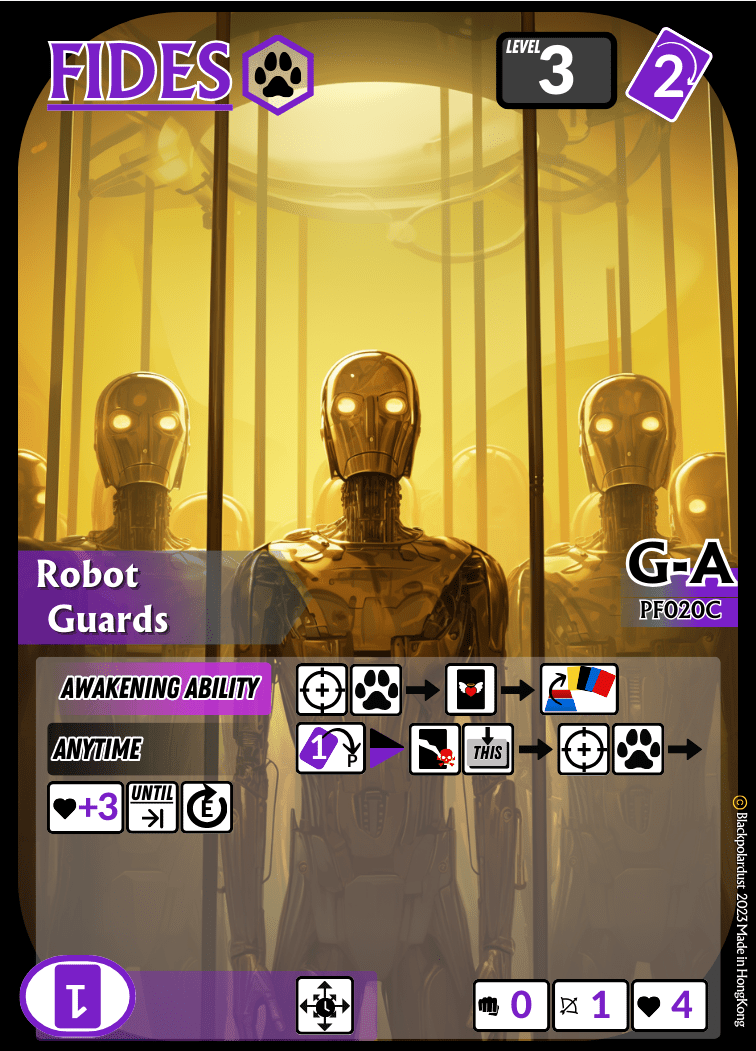 FIDES
LEVEL 3
2
Robot
Guards
G-A
PF020C
AWAKENING ABILITY
ANYTIME
1 P THIS
+3 UNTIL E
1
0 1 4
© Blackpolardust 2023 Made in HongKong